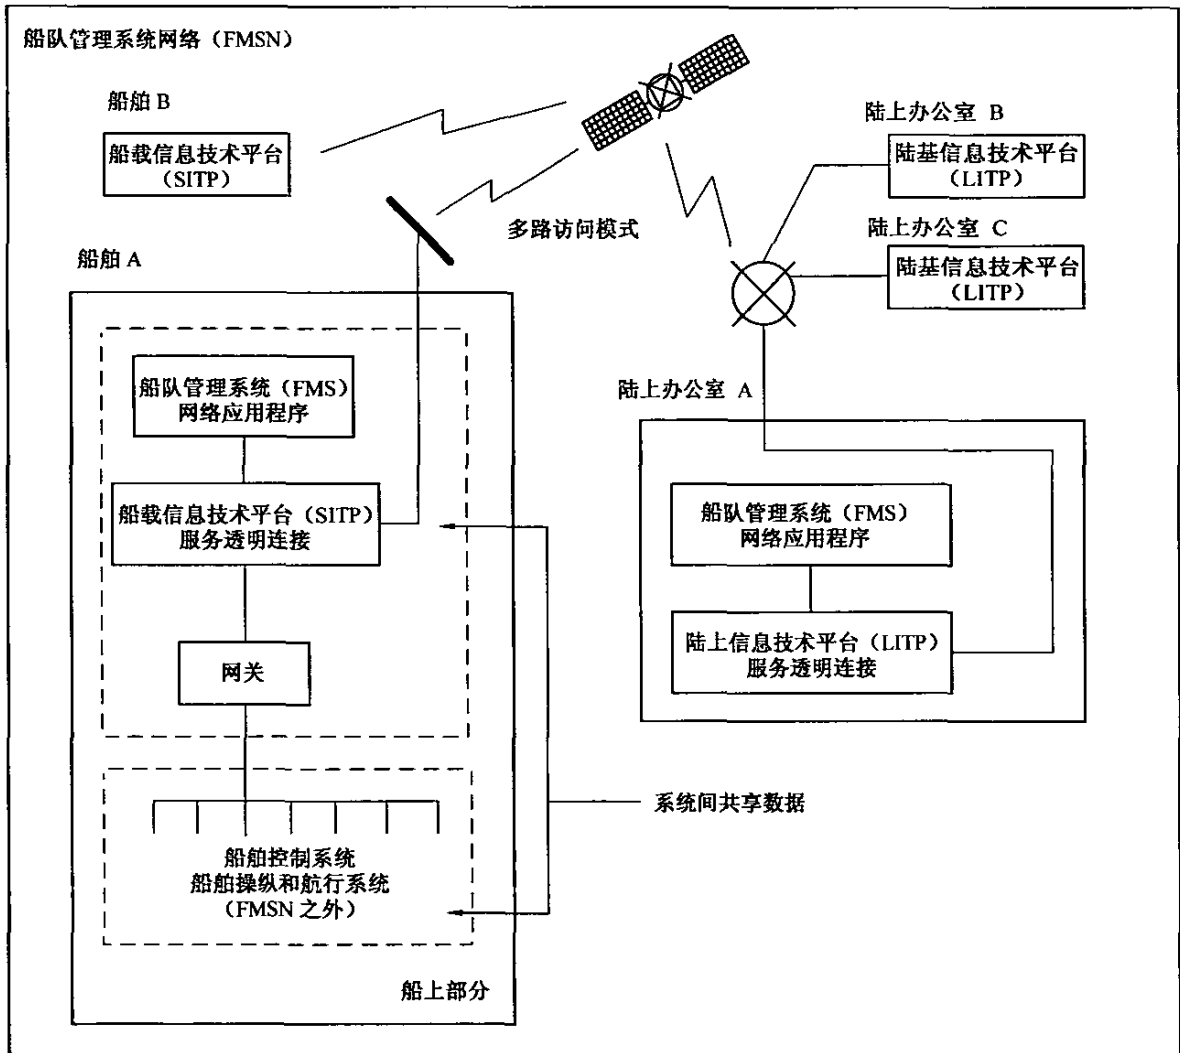 船队管理系统网络（FMSN）
船舶 B
船载信息技术平台
（SITP）
陆上办公室 B
陆基信息技术平台
（LITP）
多路访问模式
陆上办公室 C
陆基信息技术平台
（LITP）
船舶 A
船队管理系统（FMS）
网络应用程序
船载信息技术平台（SITP）
服务透明连接
网关
船舶控制系统
船舶操纵和航行系统
（FMSN 之外）
船上部分
陆上办公室 A
船队管理系统（FMS）
网络应用程序
陆上信息技术平台（LITP）
服务透明连接
系统间共享数据